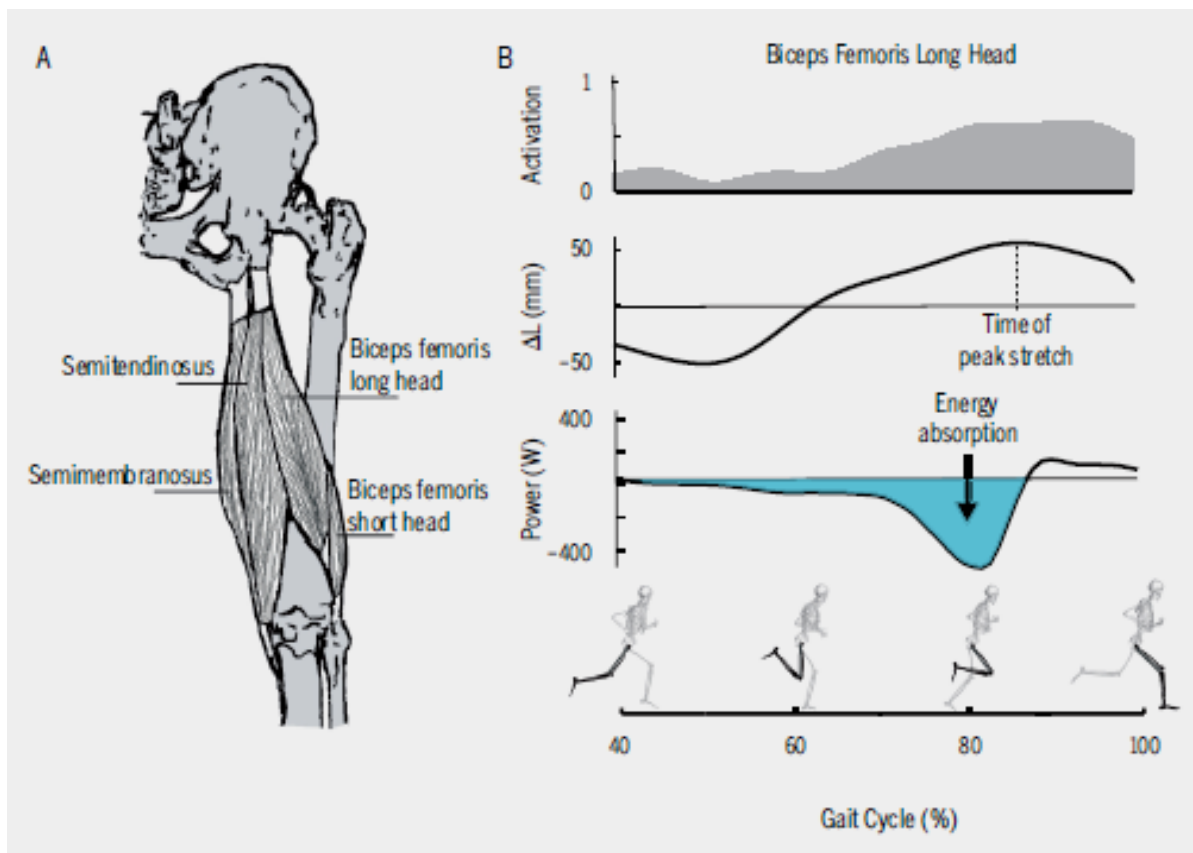 A
Semitendinosus
Biceps femoris
long head
Semimembranosus
Biceps femoris
short head
B
Biceps Femoris Long Head
Activation
1
0
ΔL (mm)
50
−50
Time of
peak stretch
Power (W)
400
−400
Energy
absorption
40
60
80
100
Gait Cycle (%)